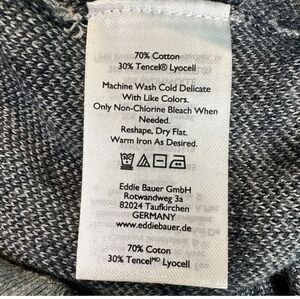 70% Cotton
30% Tencel® Lyocell
Machine Wash Cold Delicate
With Like Colors.
Only Non-Chlorine Bleach When
Needed.
Reshape, Dry Flat.
Warm Iron As Desired.
Eddie Bauer GmbH
Rotwandweg 3a
82024 Taufkirchen
GERMANY
www.eddiebauer.de
70% Coton
30% Tencelᴹᴰ Lyocell